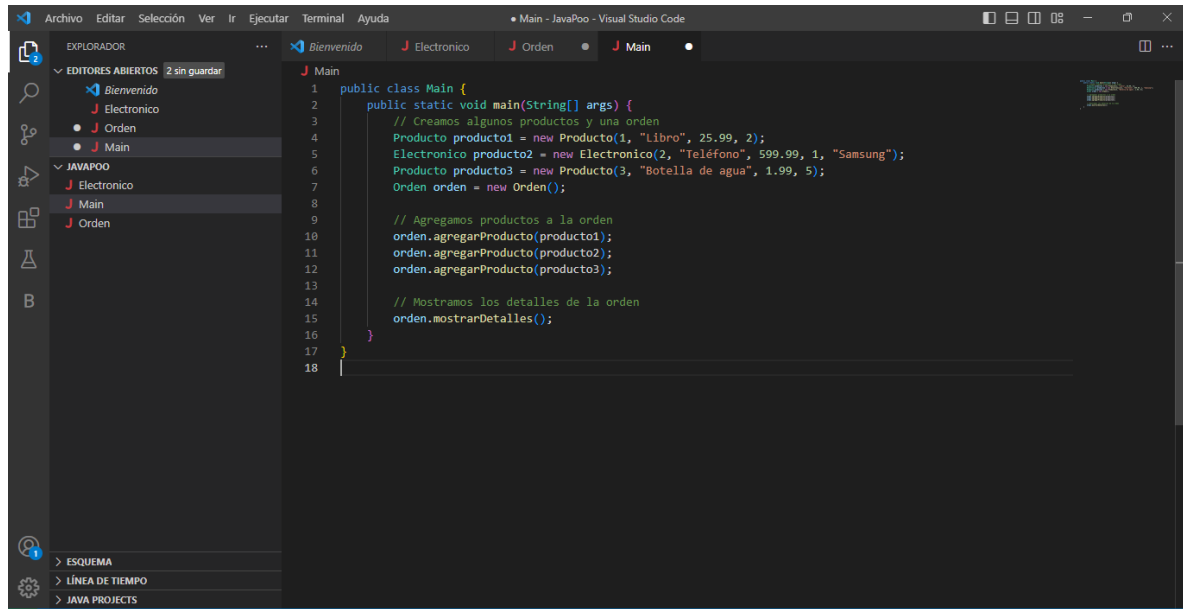 Archivo Editar Selección Ver Ir Ejecutar Terminal Ayuda ● Main - JavaPoo - Visual Studio Code
EXPLORADOR ...
EDITORES ABIERTOS 2 sin guardar
Bienvenido
J Electronico
● J Orden
● J Main
JAVAPOO
J Electronico
J Main
J Orden
ESQUEMA
LÍNEA DE TIEMPO
JAVA PROJECTS
2
B
1
Bienvenido J Electronico J Orden ● J Main ●
J Main
1 public class Main {
2 public static void main(String[] args) {
3 // Creamos algunos productos y una orden
4 Producto producto1 = new Producto(1, "Libro", 25.99, 2);
5 Electronico producto2 = new Electronico(2, "Teléfono", 599.99, 1, "Samsung");
6 Producto producto3 = new Producto(3, "Botella de agua", 1.99, 5);
7 Orden orden = new Orden();
8
9 // Agregamos productos a la orden
10 orden.agregarProducto(producto1);
11 orden.agregarProducto(producto2);
12 orden.agregarProducto(producto3);
13
14 // Mostramos los detalles de la orden
15 orden.mostrarDetalles();
16 }
17 }
18